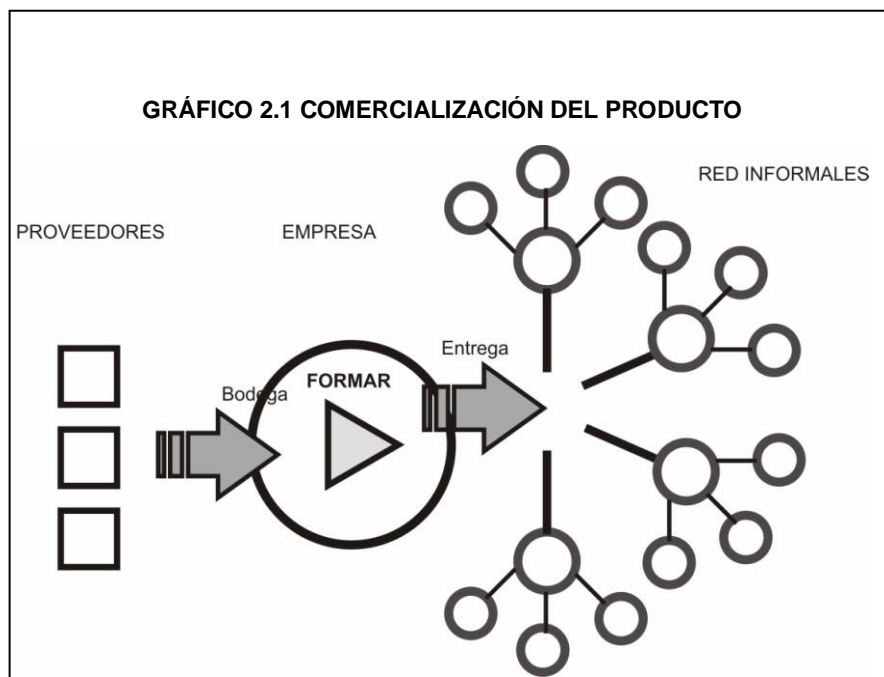 GRÁFICO 2.1 COMERCIALIZACIÓN DEL PRODUCTO
RED INFORMALES
PROVEEDORES
EMPRESA
Entrega
Bodega
FORMAR